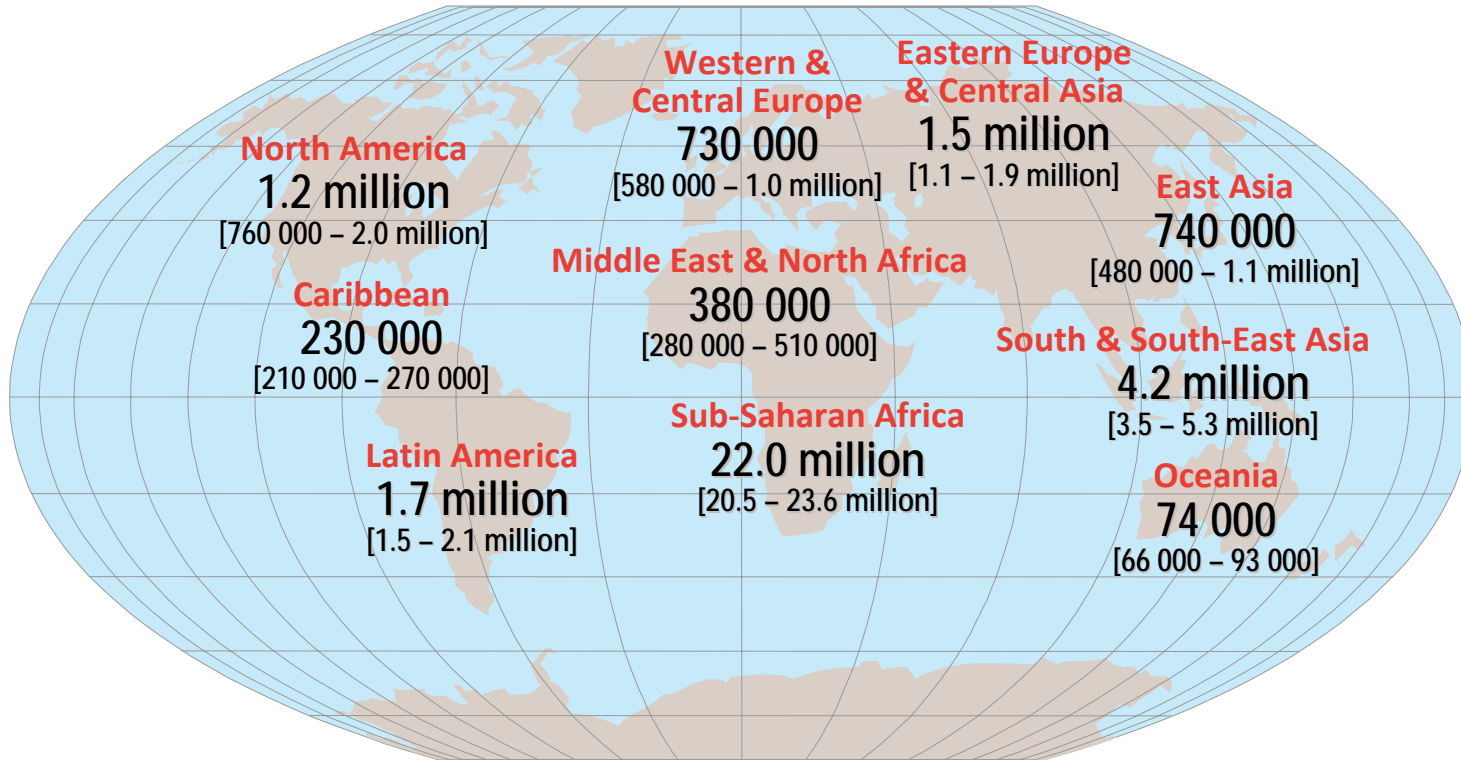 Western &
Central Europe
730 000
[580 000 – 1.0 million]
Eastern Europe
& Central Asia
1.5 million
[1.1 – 1.9 million]
North America
1.2 million
[760 000 – 2.0 million]
East Asia
740 000
[480 000 – 1.1 million]
Middle East & North Africa
380 000
[280 000 – 510 000]
Caribbean
230 000
[210 000 – 270 000]
South & South-East Asia
4.2 million
[3.5 – 5.3 million]
Sub-Saharan Africa
22.0 million
[20.5 – 23.6 million]
Latin America
1.7 million
[1.5 – 2.1 million]
Oceania
74 000
[66 000 – 93 000]